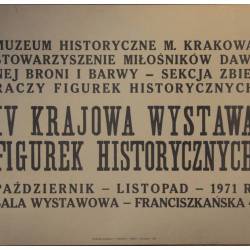 MUZEUM HISTORYCZNE M. KRAKOWA
STOWARZYSZENIE MIŁOŚNIKÓW DAW
NEJ BRONI I BARWY – SEKCJA ZBIE
RACZY FIGUREK HISTORYCZNYCH
IV KRAJOWA WYSTAWA
FIGUREK HISTORYCZNYCH
PAŹDZIERNIK – LISTOPAD – 1971 R
SALA WYSTAWOWA – FRANCISZKAŃSKA